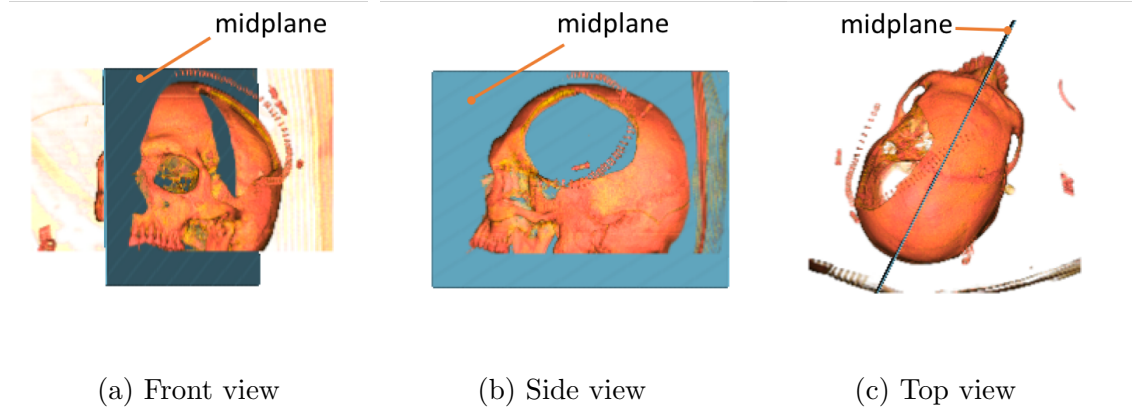 midplane
midplane
midplane
(a) Front view
(b) Side view
(c) Top view